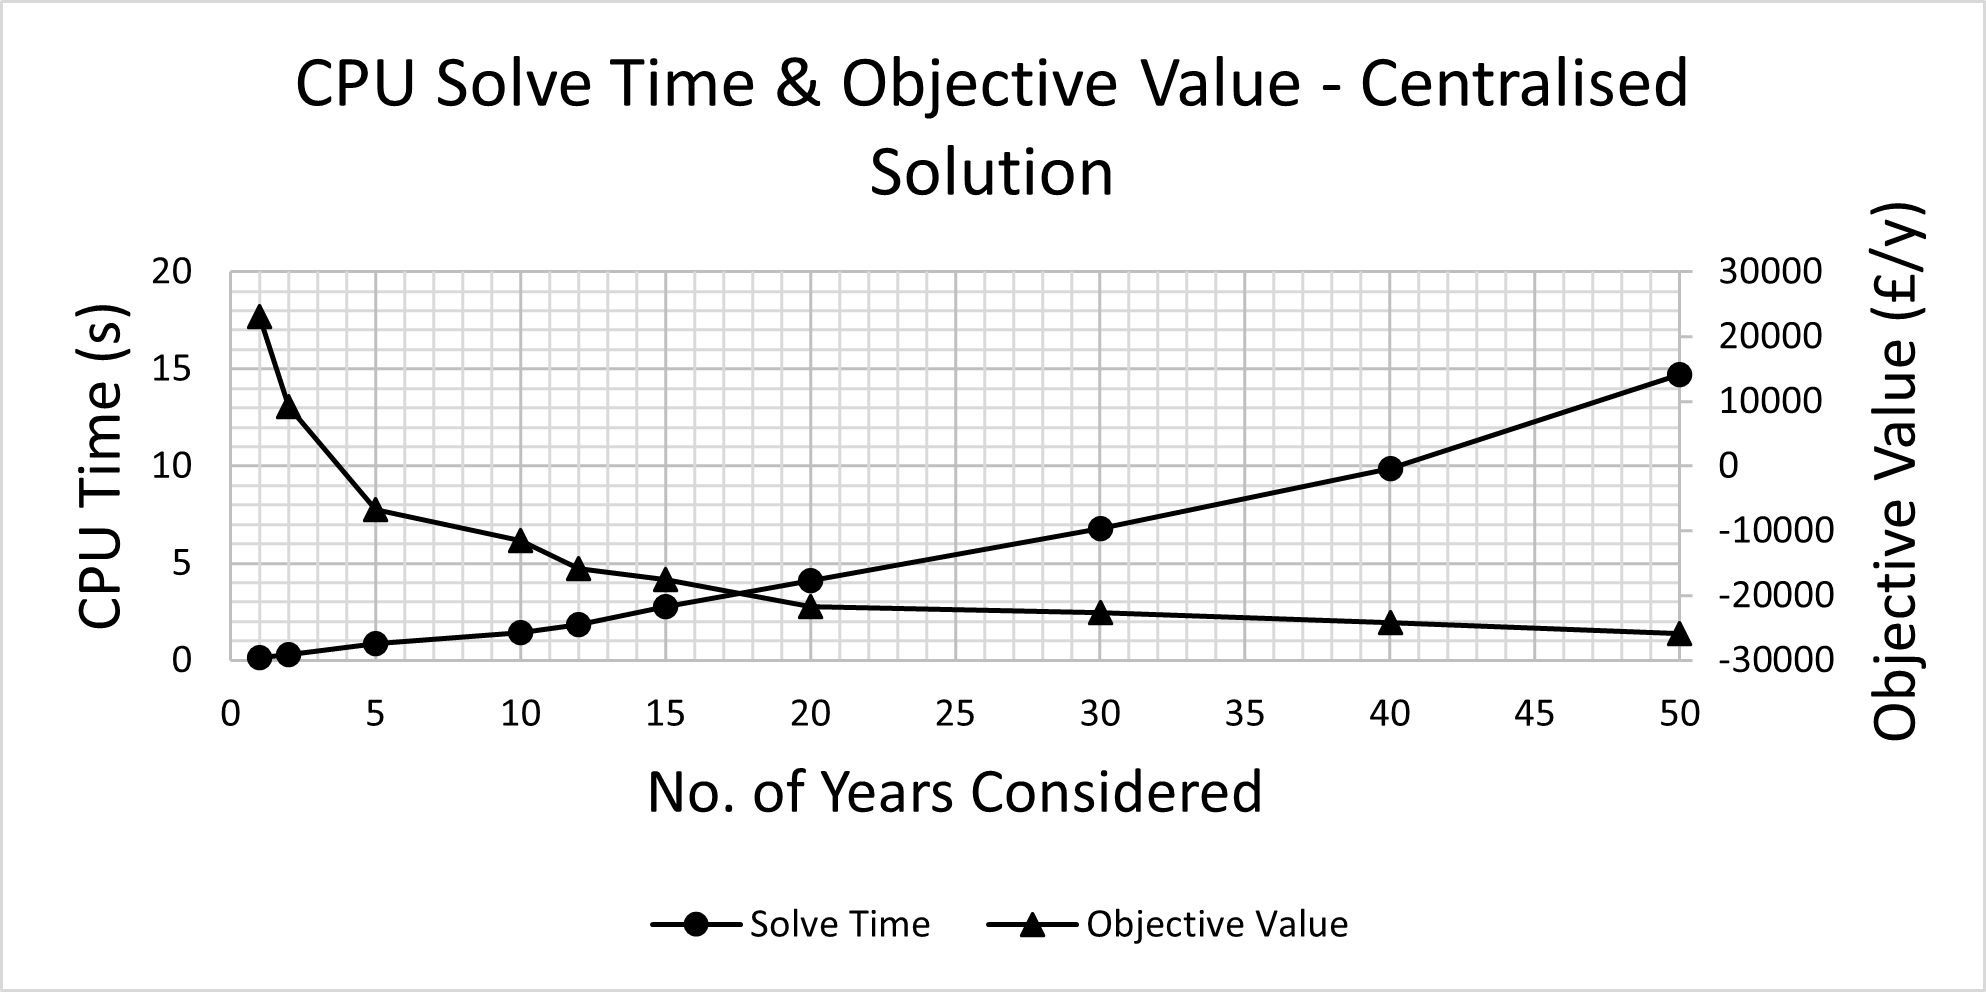 CPU Solve Time & Objective Value - Centralised
Solution
CPU Time (s)
20
15
10
5
0
30000
20000
10000
0
-10000
-20000
-30000
Objective Value (£/y)
0 5 10 15 20 25 30 35 40 45 50
No. of Years Considered
Solve Time Objective Value